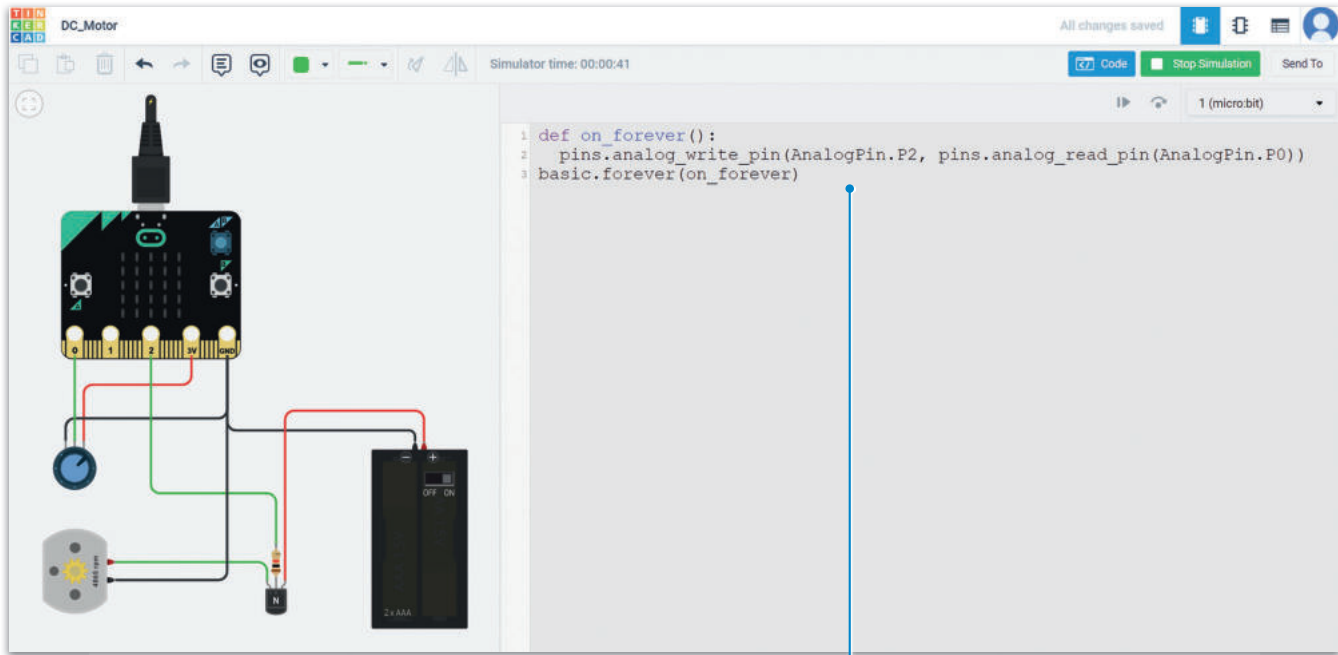 TIN
KER
CAD
DC_Motor
All changes saved
Simulator time: 00:00:41
Code
Stop Simulation
Send To
1 (micro:bit)
1 def on_forever():
2 pins.analog_write_pin(AnalogPin.P2, pins.analog_read_pin(AnalogPin.P0))
3 basic.forever(on_forever)
A
B
0 1 2 3V GND
OFF ON
N
2 x AAA